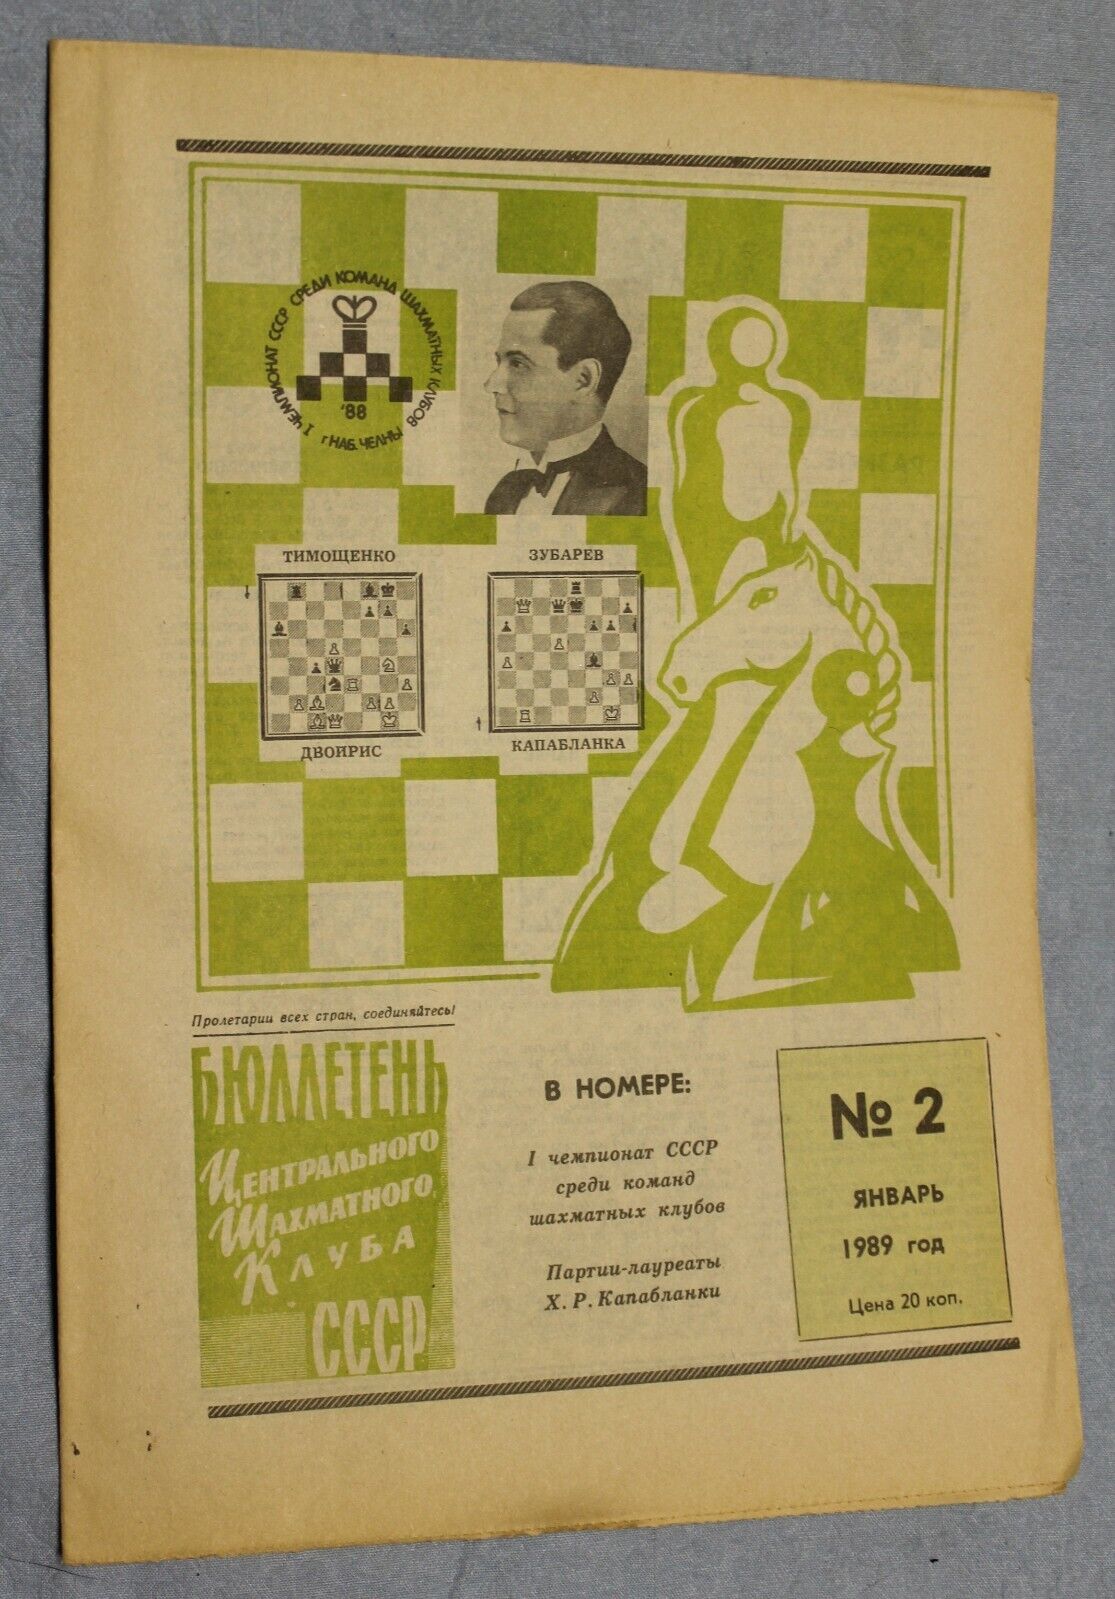 I ЧЕМПИОНАТ СССР СРЕДИ КОМАНД ШАХМАТНЫХ КЛУБОВ
'88
г НАБ. ЧЕЛНЫ
ТИМОЩЕНКО
ЗУБАРЕВ
ДВОЙРИС
КАПАБЛАНКА
Пролетарии всех стран, соединяйтесь!
БЮЛЛЕТЕНЬ
ЦЕНТРАЛЬНОГО
ШАХМАТНОГО
КЛУБА
СССР
В НОМЕРЕ:
I чемпионат СССР
среди команд
шахматных клубов
Партии-лауреаты
Х. Р. Капабланки
№ 2
ЯНВАРЬ
1989 год
Цена 20 коп.